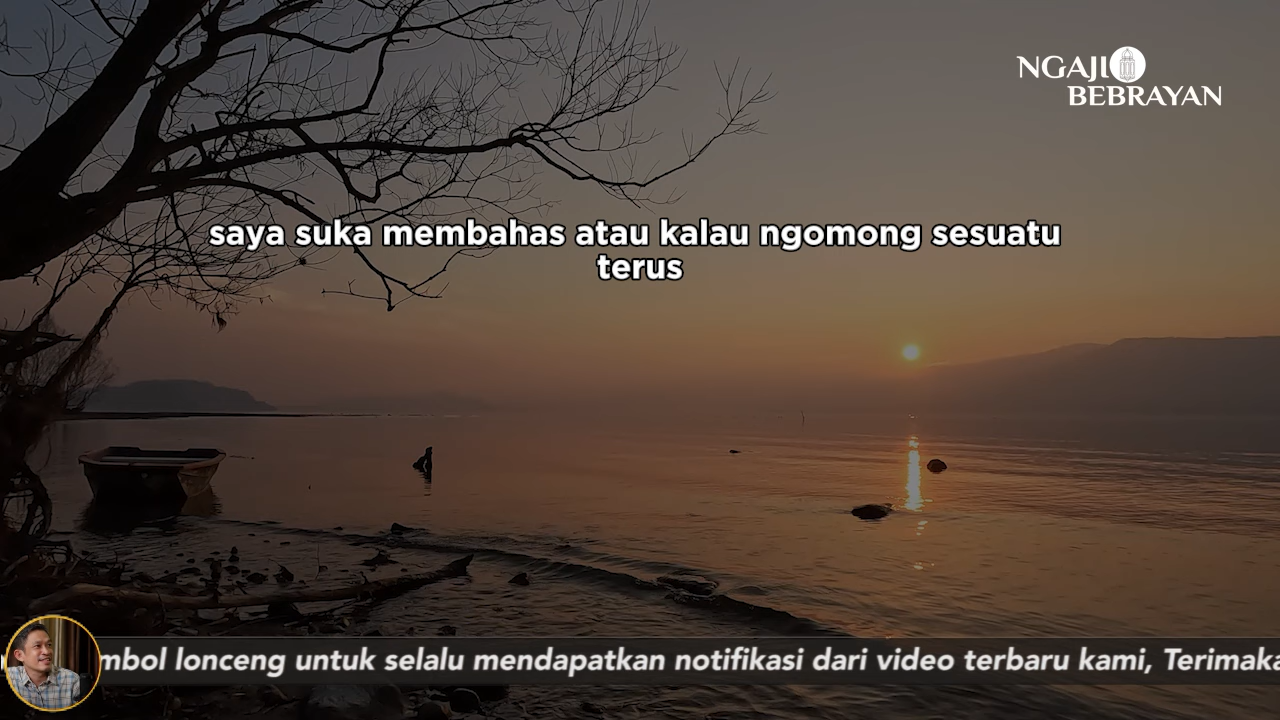 NGAJI
BEBRAYAN
saya suka membahas atau kalau ngomong sesuatu
terus
mbol lonceng untuk selalu mendapatkan notifikasi dari video terbaru kami, Terimaka